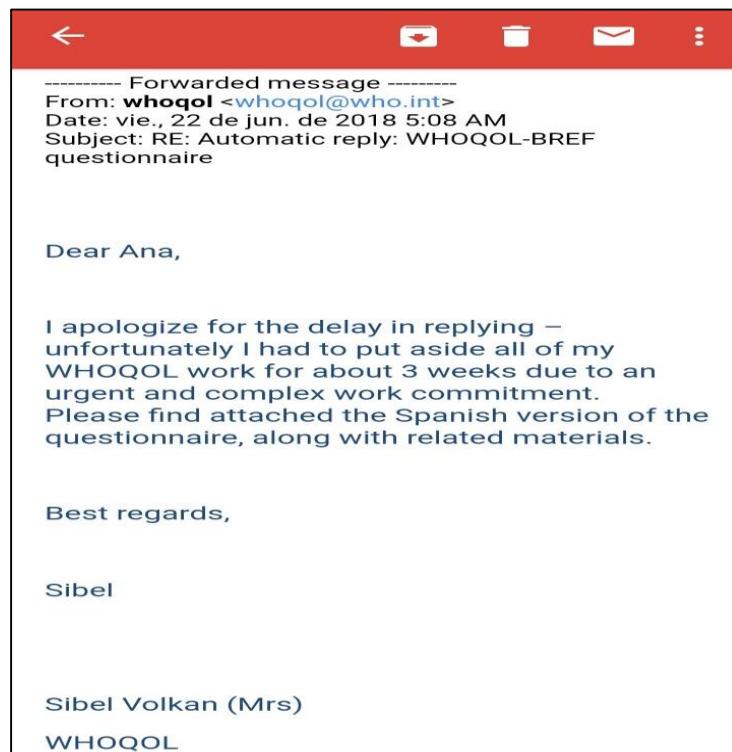 ---------- Forwarded message ---------
From: whoqol <whoqol@who.int>
Date: vie., 22 de jun. de 2018 5:08 AM
Subject: RE: Automatic reply: WHOQOL-BREF
questionnaire
Dear Ana,
I apologize for the delay in replying –
unfortunately I had to put aside all of my
WHOQOL work for about 3 weeks due to an
urgent and complex work commitment.
Please find attached the Spanish version of the
questionnaire, along with related materials.
Best regards,
Sibel
Sibel Volkan (Mrs)
WHOQOL